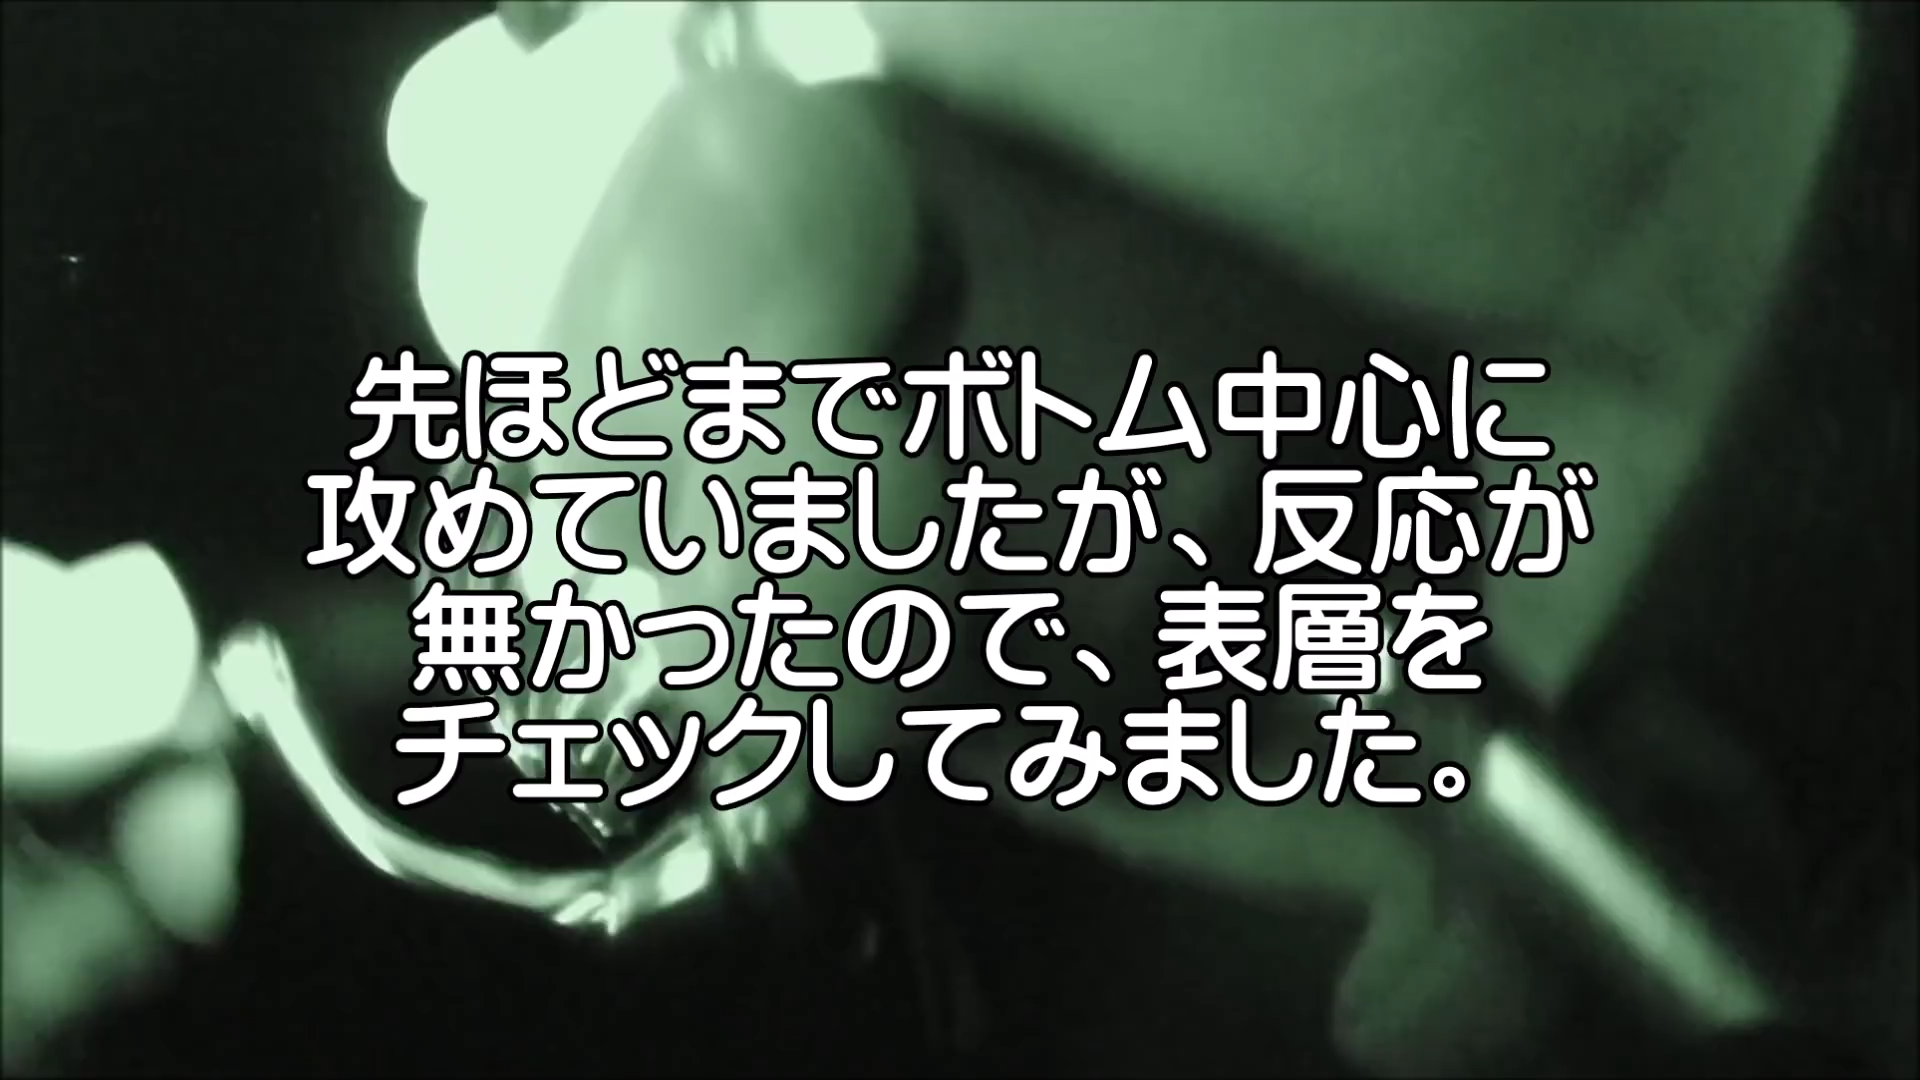 先ほどまでボトム中心に
攻めていましたが、反応が
無かったので、表層を
チェックしてみました。